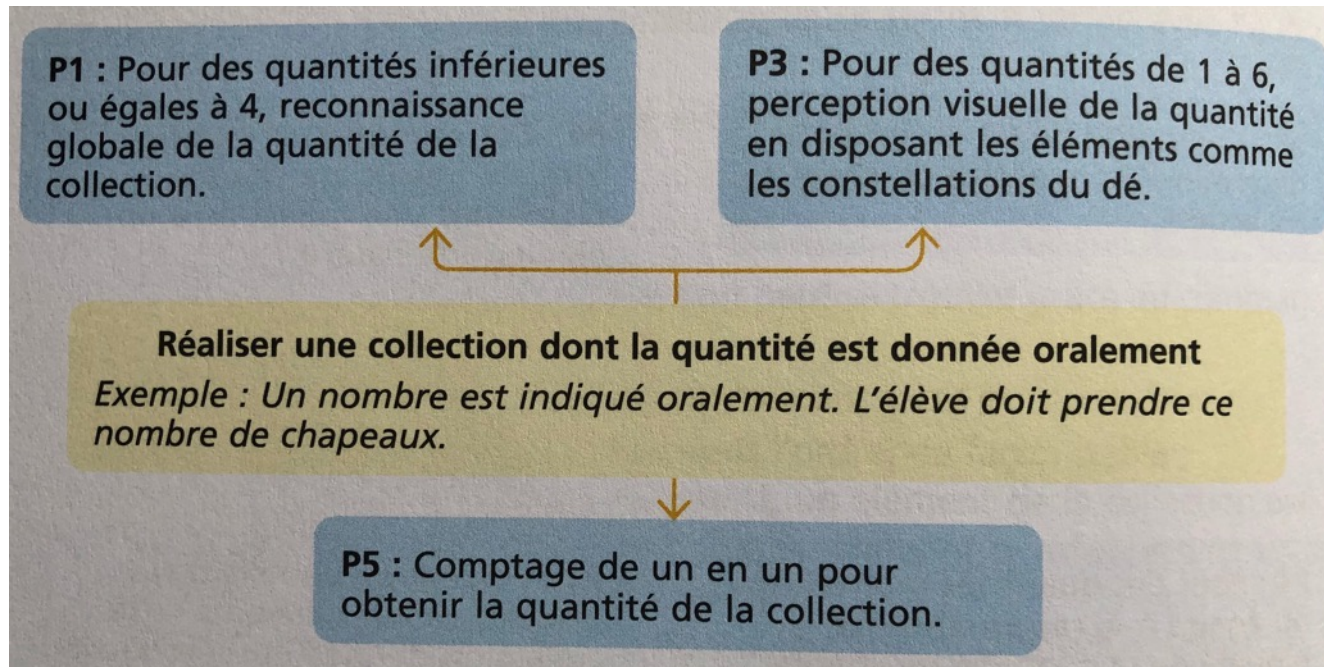 P1 : Pour des quantités inférieures
ou égales à 4, reconnaissance
globale de la quantité de la
collection.
P3 : Pour des quantités de 1 à 6,
perception visuelle de la quantité
en disposant les éléments comme
les constellations du dé.
Réaliser une collection dont la quantité est donnée oralement
Exemple : Un nombre est indiqué oralement. L'élève doit prendre ce
nombre de chapeaux.
P5 : Comptage de un en un pour
obtenir la quantité de la collection.